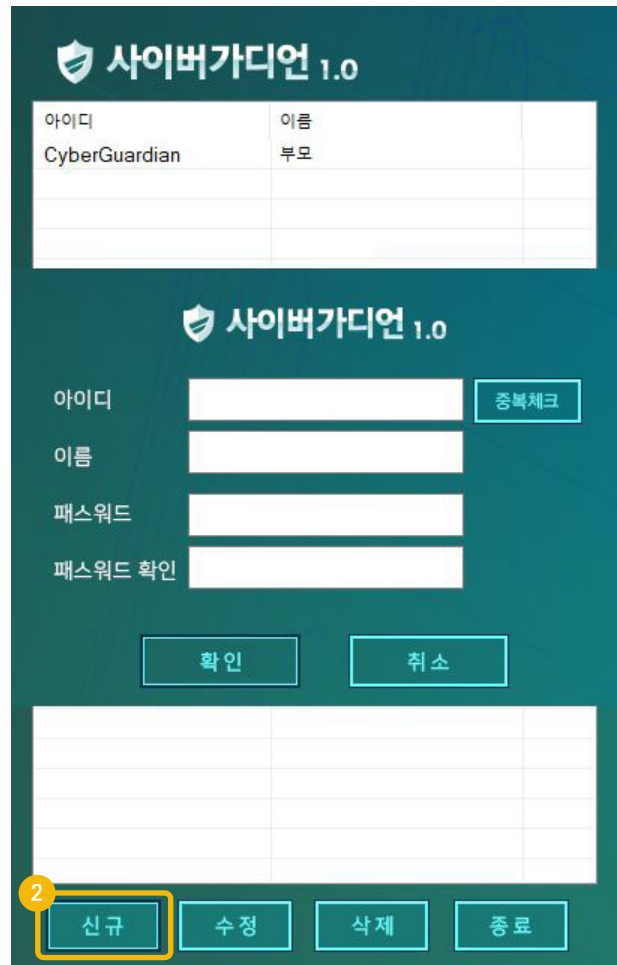 사이버가디언 1.0
아이디 이름
CyberGuardian 부모
사이버가디언 1.0
아이디 중복체크
이름
패스워드
패스워드 확인
확인 취소
2
신규 수정 삭제 종료